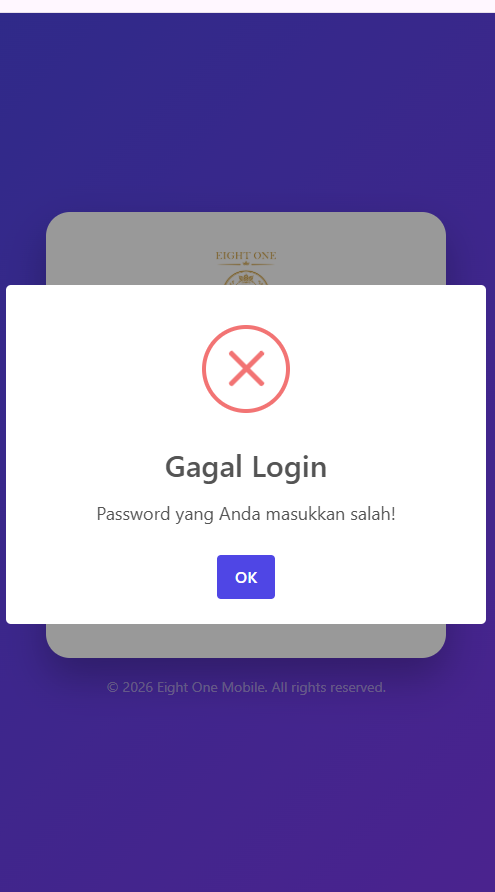 EIGHT ONE
Gagal Login
Password yang Anda masukkan salah!
OK
© 2026 Eight One Mobile. All rights reserved.